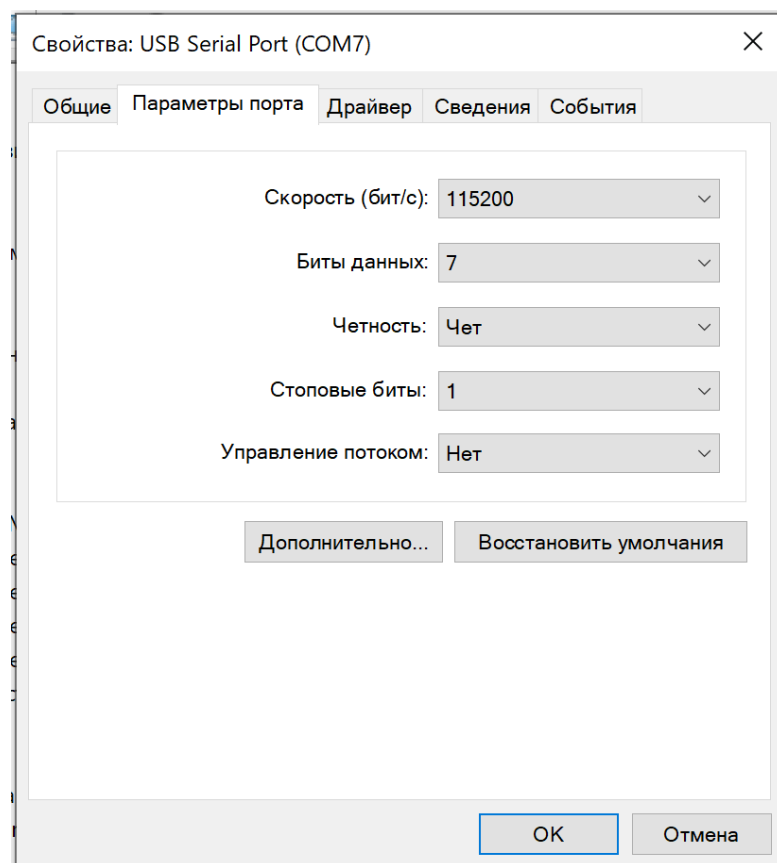 Свойства: USB Serial Port (COM7)
Общие Параметры порта Драйвер Сведения События
Скорость (бит/с): 115200
Биты данных: 7
Четность: Чет
Стоповые биты: 1
Управление потоком: Нет
Дополнительно... Восстановить умолчания
OK Отмена